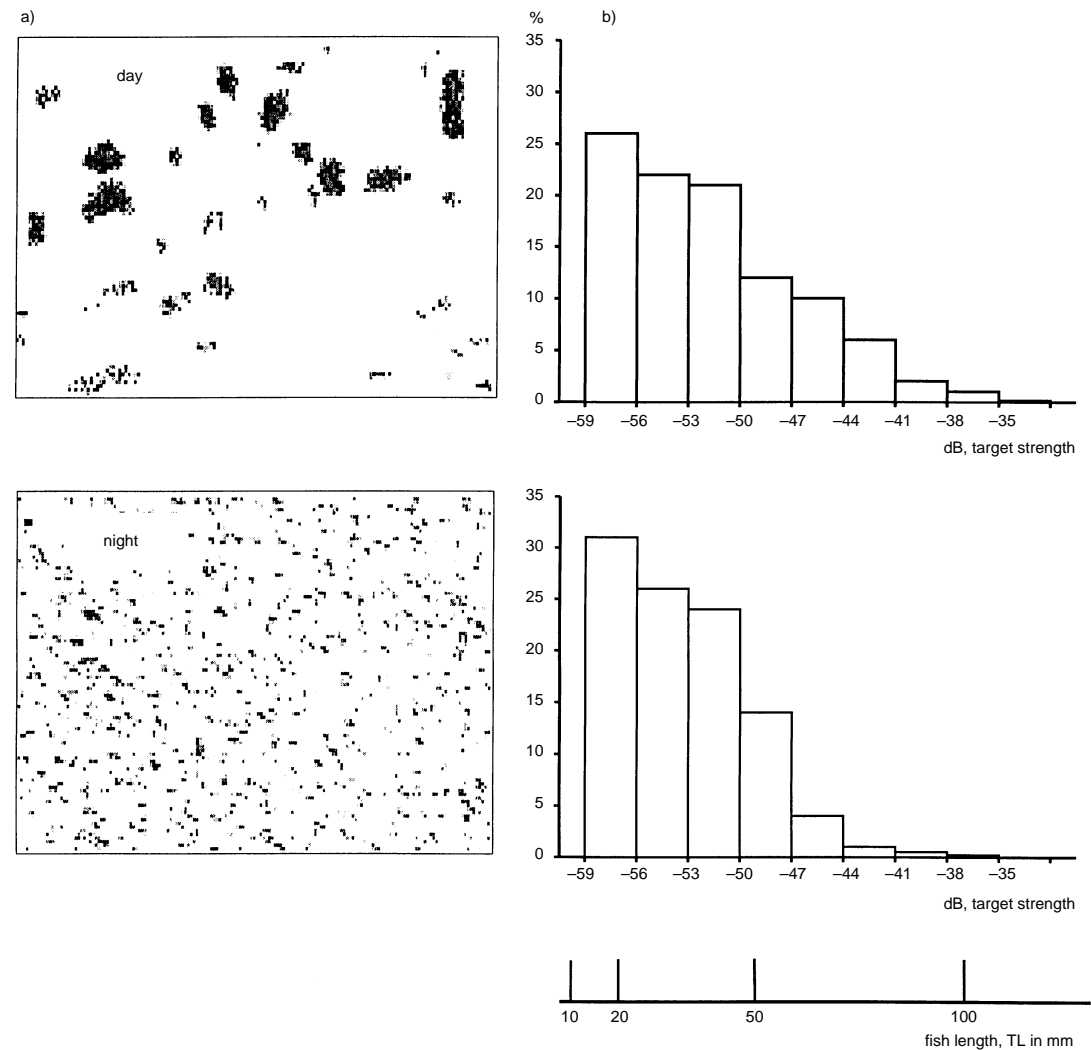 a)
day
% b)
35
30
25
20
15
10
5
0
–59 –56 –53 –50 –47 –44 –41 –38 –35
dB, target strength
night
35
30
25
20
15
10
5
0
–59 –56 –53 –50 –47 –44 –41 –38 –35
dB, target strength
10 20 50 100
fish length, TL in mm